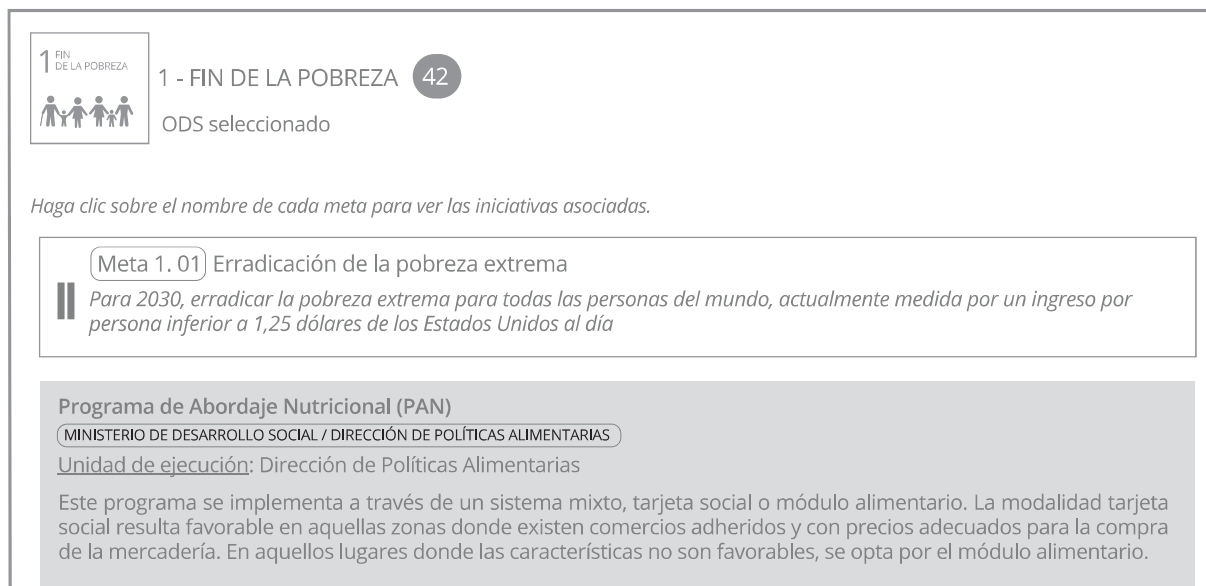 1 FIN
DE LA POBREZA
1 - FIN DE LA POBREZA 42
ODS seleccionado
Haga clic sobre el nombre de cada meta para ver las iniciativas asociadas.
Meta 1. 01 Erradicación de la pobreza extrema
Para 2030, erradicar la pobreza extrema para todas las personas del mundo, actualmente medida por un ingreso por
persona inferior a 1,25 dólares de los Estados Unidos al día
Programa de Abordaje Nutricional (PAN)
MINISTERIO DE DESARROLLO SOCIAL / DIRECCIÓN DE POLÍTICAS ALIMENTARIAS
Unidad de ejecución: Dirección de Políticas Alimentarias
Este programa se implementa a través de un sistema mixto, tarjeta social o módulo alimentario. La modalidad tarjeta
social resulta favorable en aquellas zonas donde existen comercios adheridos y con precios adecuados para la compra
de la mercadería. En aquellos lugares donde las características no son favorables, se opta por el módulo alimentario.